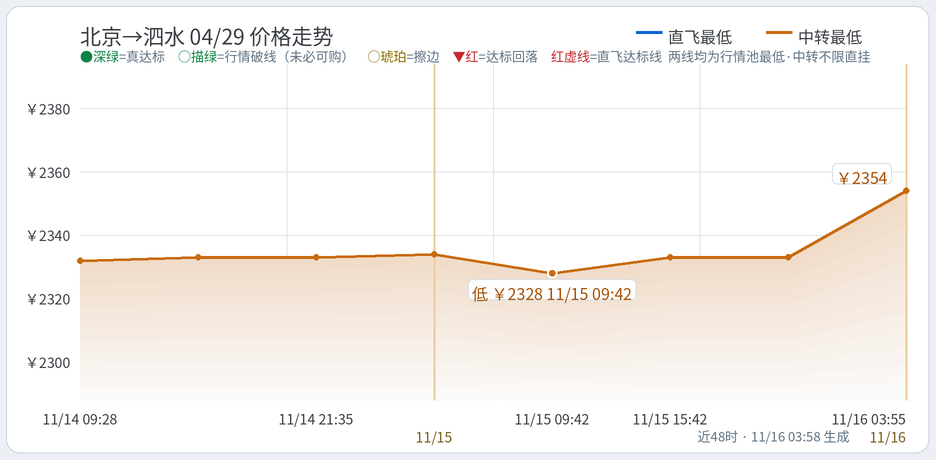 北京→泗水 04/29 价格走势
直飞最低 中转最低
●深绿=真达标 ○描绿=行情破线（未必可购） ○琥珀=擦边 ▼红=达标回落 红虚线=直飞达标线 两线均为行情池最低·中转不限直挂
￥2380
￥2360
￥2340
￥2320
￥2300
￥2354
低 ￥2328 11/15 09:42
11/14 09:28 11/14 21:35 11/15 09:42 11/15 15:42 11/16 03:55
11/15 近48时 · 11/16 03:58 生成 11/16